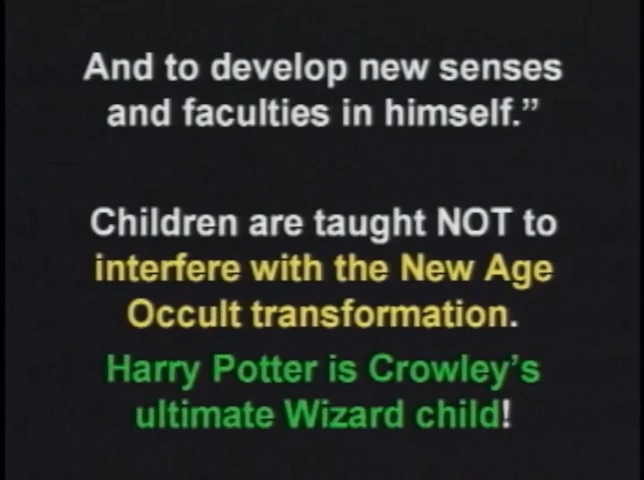 And to develop new senses
and faculties in himself.”
Children are taught NOT to
interfere with the New Age
Occult transformation.
Harry Potter is Crowley’s
ultimate Wizard child!